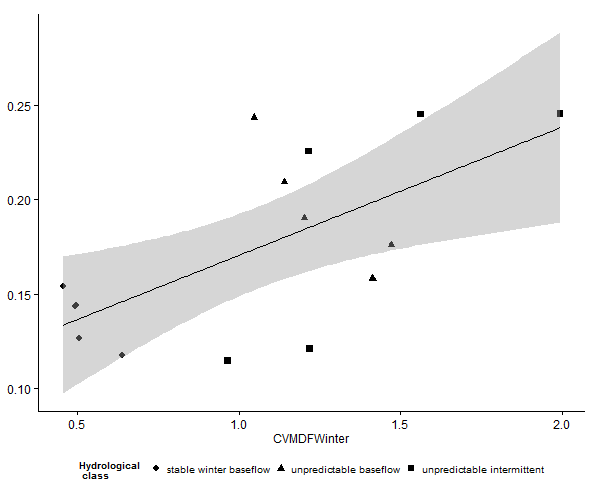 0.25
0.20
0.15
0.10
0.5 1.0 1.5 2.0
CVMDFWinter
Hydrological
class
stable winter baseflow unpredictable baseflow unpredictable intermittent